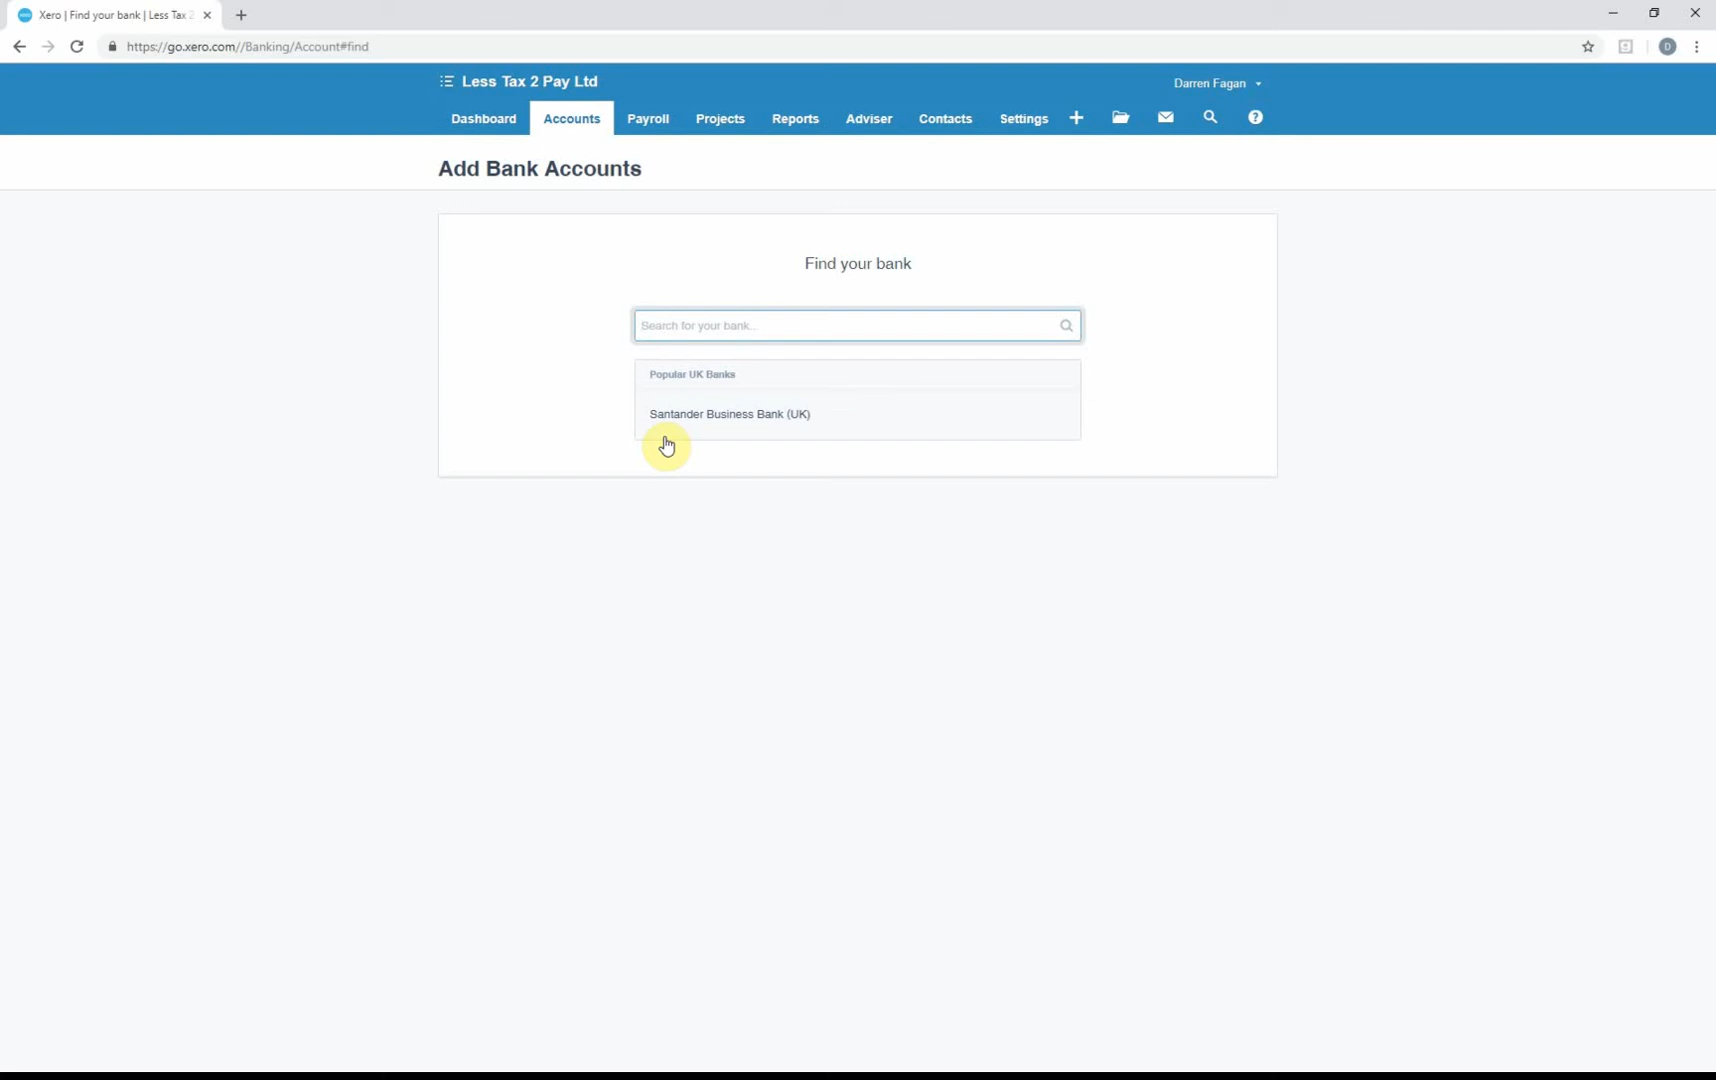 Xero | Find your bank | Less Tax 2
https://go.xero.com//Banking/Account#find
D
Less Tax 2 Pay Ltd
Darren Fagan
Dashboard Accounts Payroll Projects Reports Adviser Contacts Settings
Add Bank Accounts
Find your bank
Search for your bank...
Popular UK Banks
Santander Business Bank (UK)